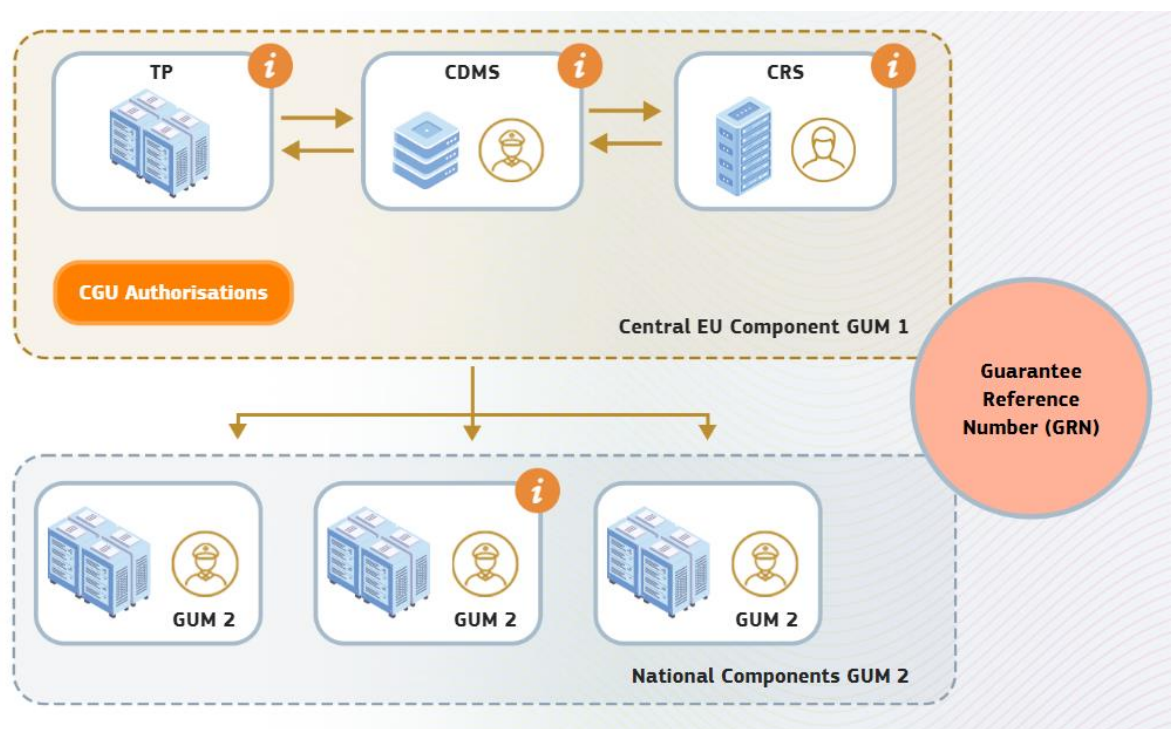 TP
i
CDMS
i
CRS
i
CGU Authorisations
Central EU Component GUM 1
Guarantee
Reference
Number (GRN)
GUM 2
i
GUM 2
GUM 2
National Components GUM 2